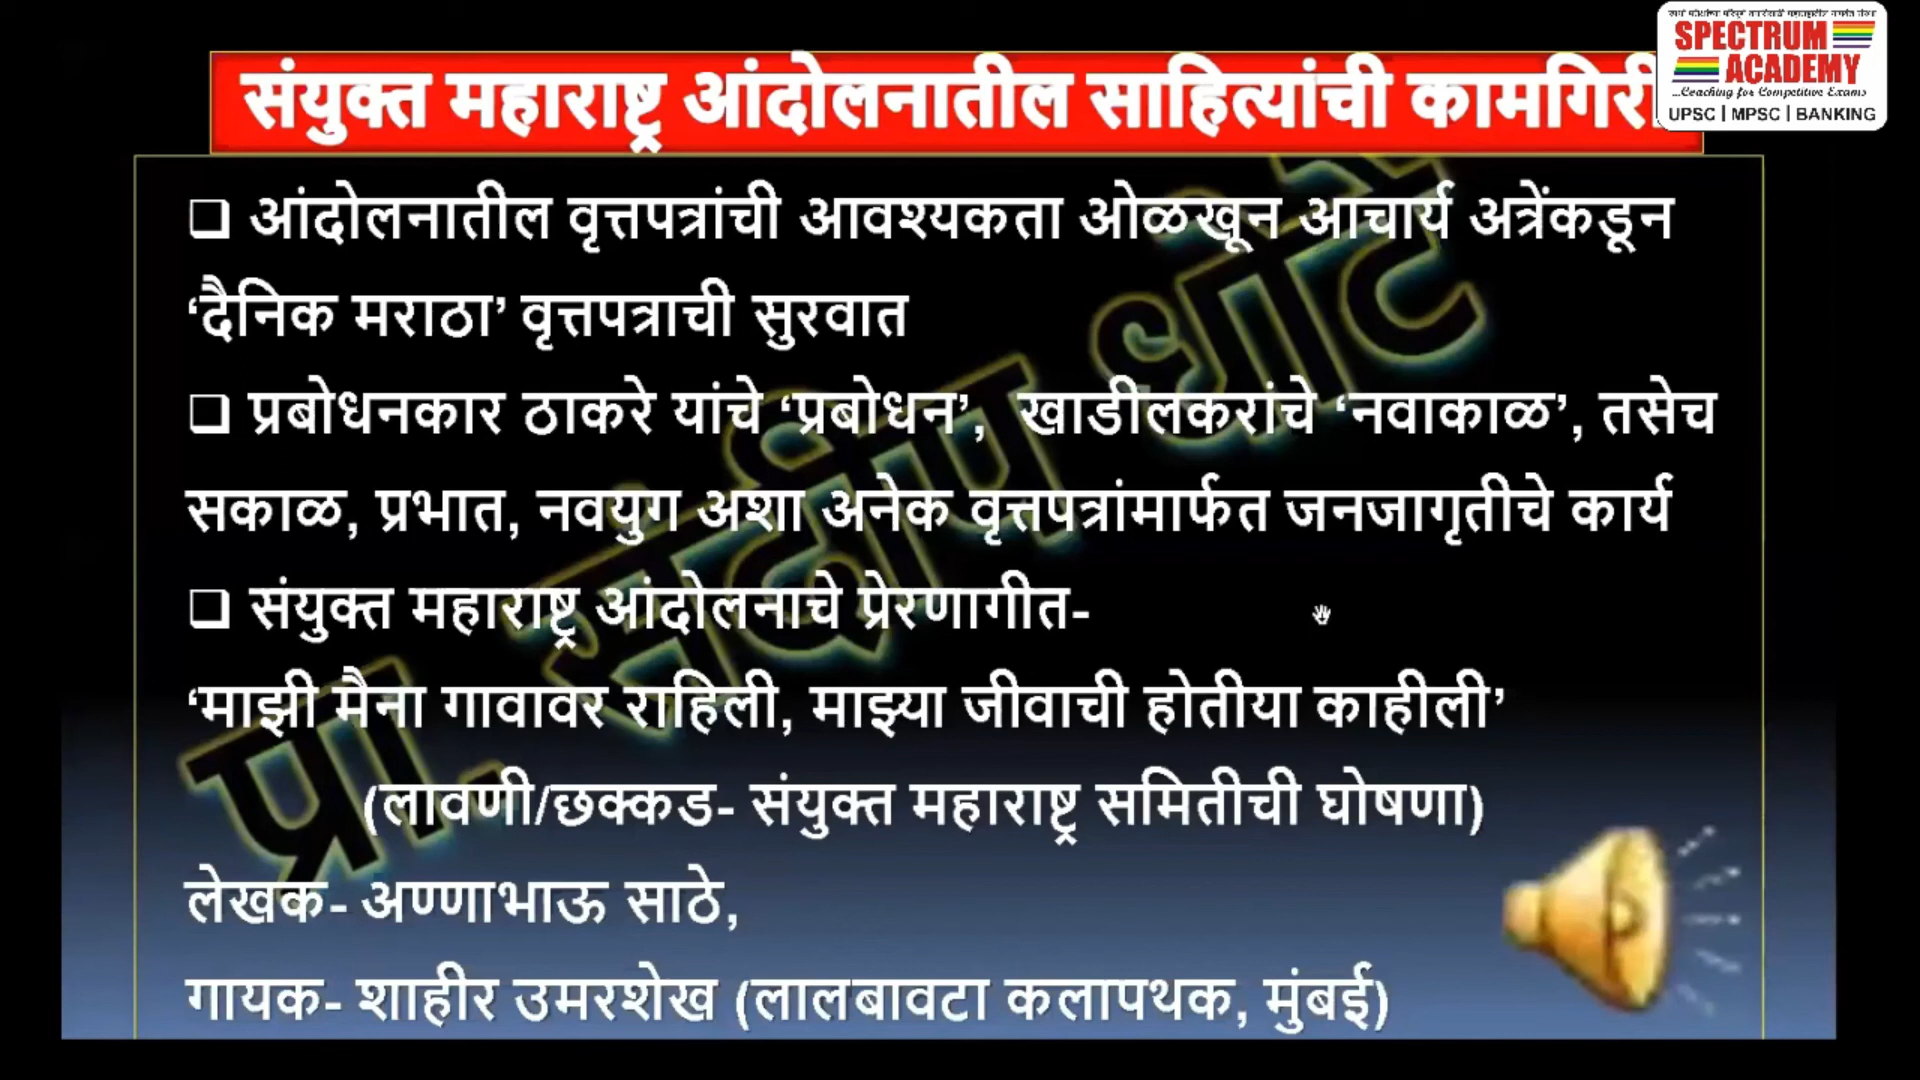 संयुक्त महाराष्ट्र आंदोलनातील साहित्यांची कामगिरी
SPECTRUM
ACADEMY
...Coaching for Competitive Exams
UPSC | MPSC | BANKING
❑ आंदोलनातील वृत्तपत्रांची आवश्यकता ओळखून आचार्य अत्रेंकडून
‘दैनिक मराठा’ वृत्तपत्राची सुरवात
❑ प्रबोधनकार ठाकरे यांचे ‘प्रबोधन’, खाडीलकरांचे ‘नवाकाळ’, तसेच
सकाळ, प्रभात, नवयुग अशा अनेक वृत्तपत्रांमार्फत जनजागृतीचे कार्य
❑ संयुक्त महाराष्ट्र आंदोलनाचे प्रेरणागीत-
‘माझी मैना गावावर राहिली, माझ्या जीवाची होतीया काहीली’
(लावणी/छक्कड- संयुक्त महाराष्ट्र समितीची घोषणा)
लेखक- अण्णाभाऊ साठे,
गायक- शाहीर उमरशेख (लालबावटा कलापथक, मुंबई)
प्रा. संदीप धोटे